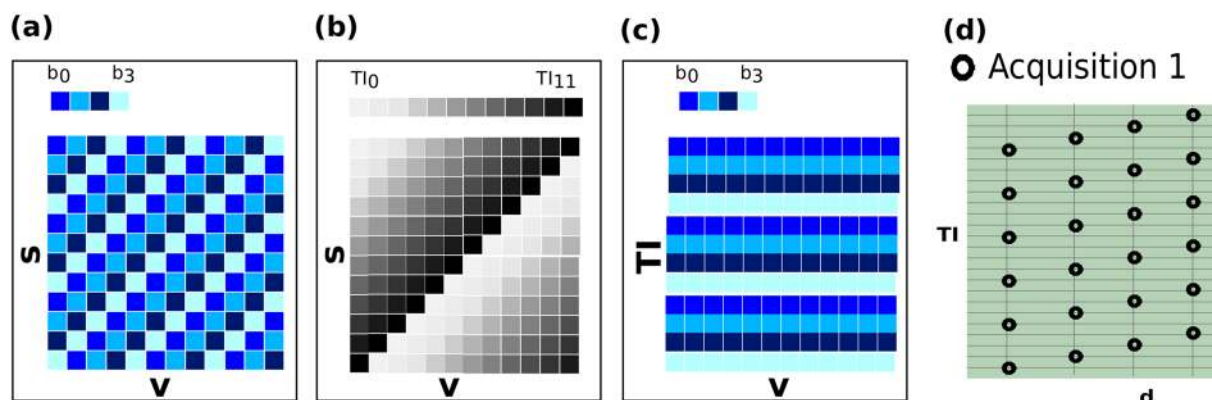 (a)
b0 b3
S
V
(b)
TI0 TI11
S
V
(c)
b0 b3
TI
V
(d)
Acquisition 1
TI
d